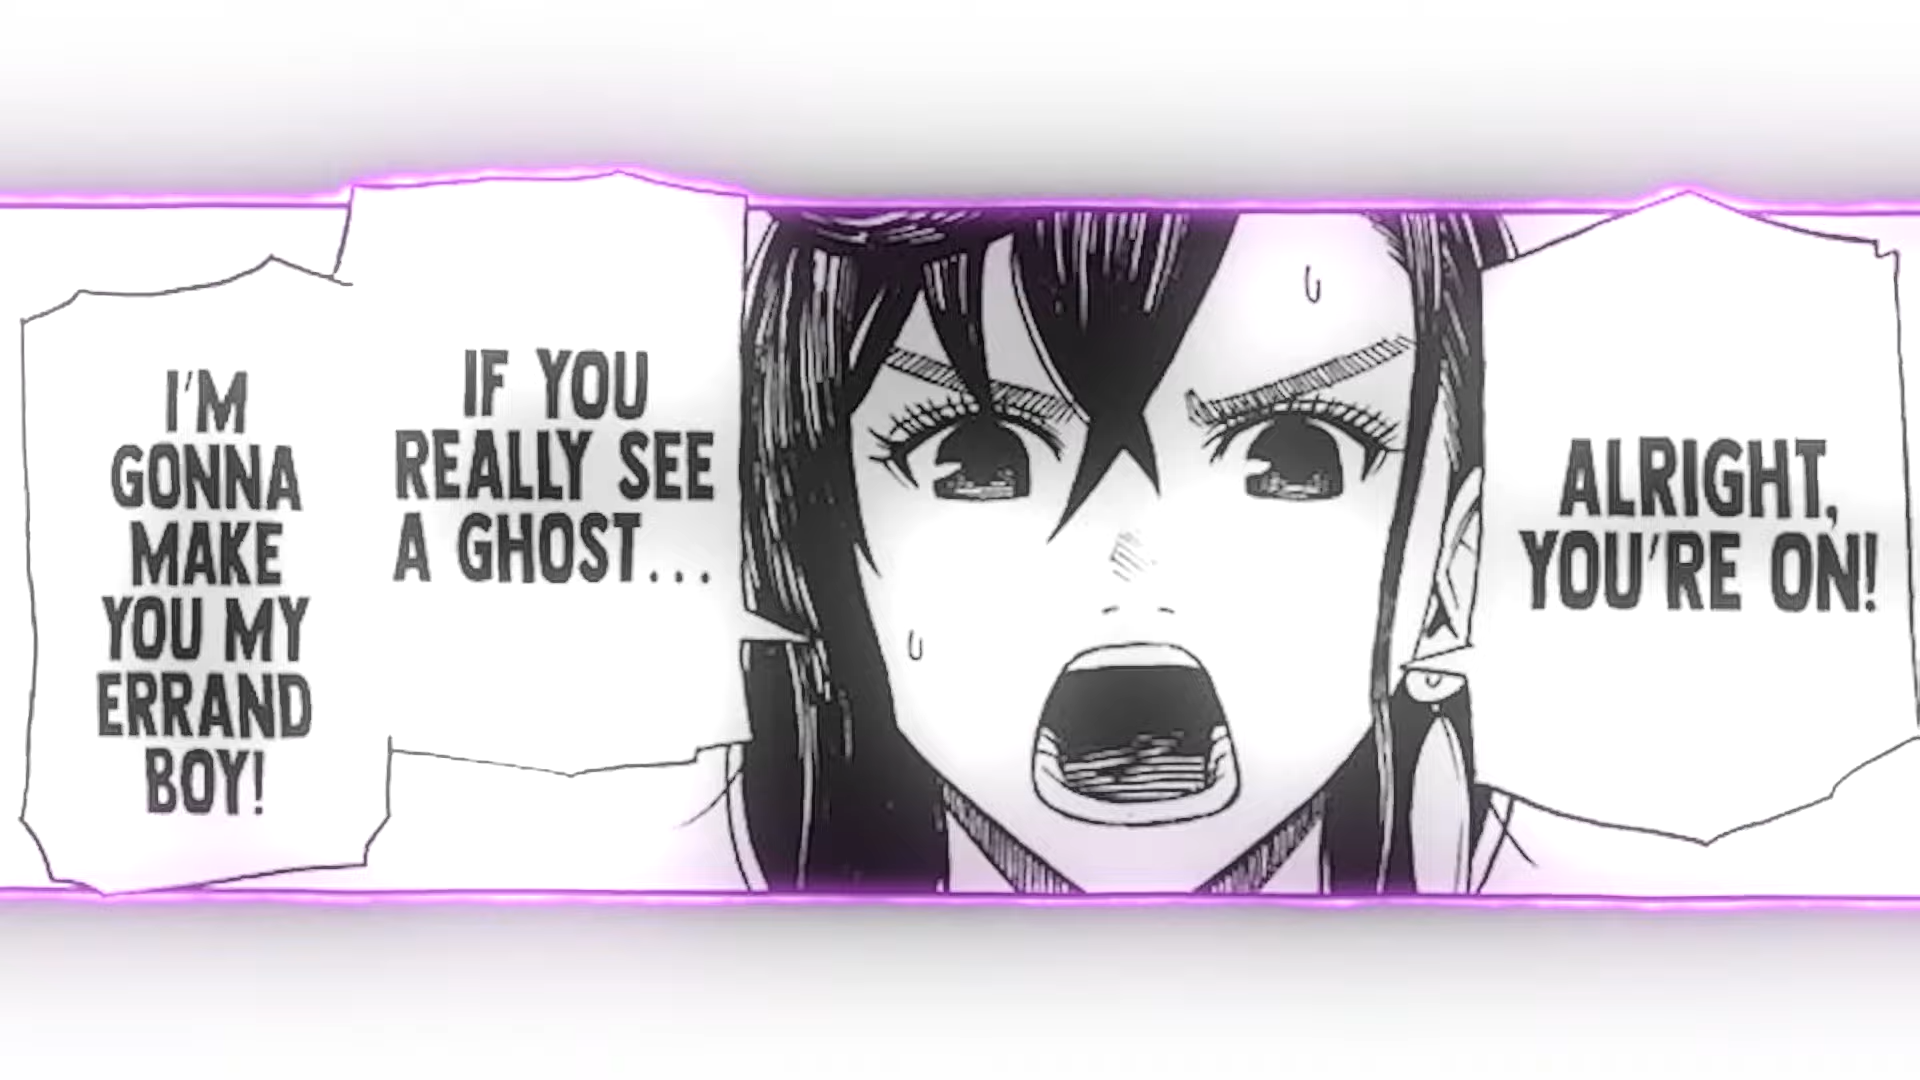 ALRIGHT,
YOU'RE ON!
IF YOU
REALLY SEE
A GHOST...
I'M
GONNA
MAKE
YOU MY
ERRAND
BOY!